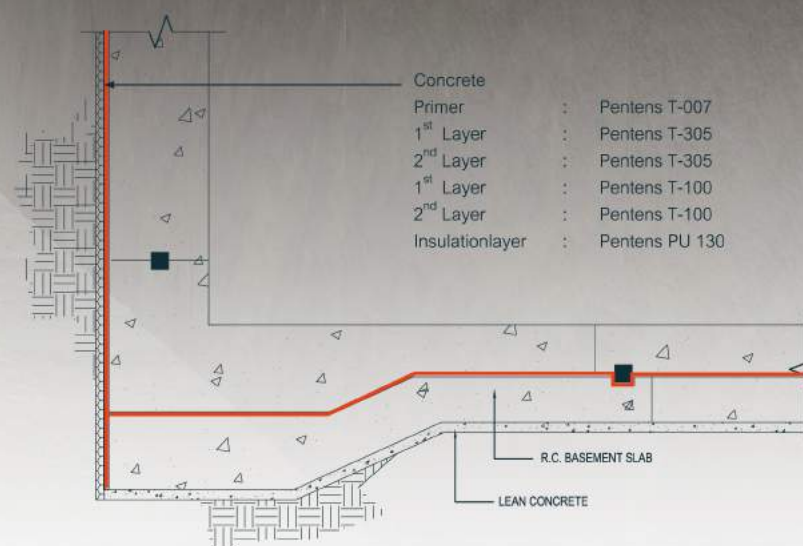 Concrete
Primer : Pentens T-007
1st Layer : Pentens T-305
2nd Layer : Pentens T-305
1st Layer : Pentens T-100
2nd Layer : Pentens T-100
Insulationlayer : Pentens PU 130
R.C. BASEMENT SLAB
LEAN CONCRETE